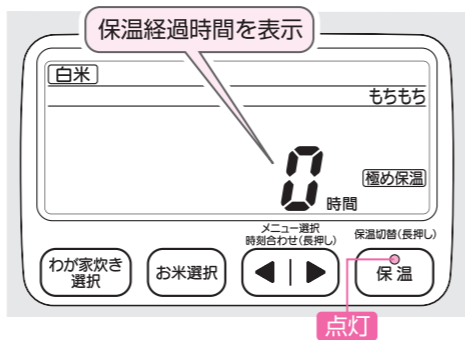 保温経過時間を表示
白米
もちもち
0
極め保温
時間
メニュー選択
時刻合わせ(長押し)
保温切替(長押し)
わが家炊き
選択
お米選択
◀ | ▶
保温
点灯